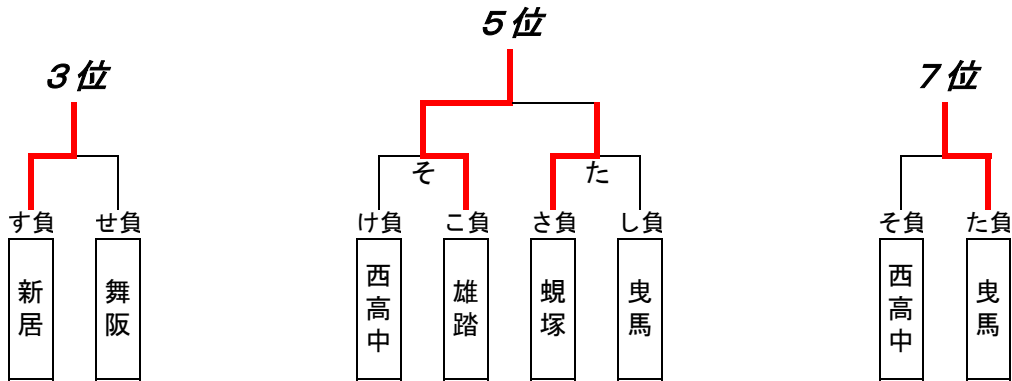 ５位
３位
７位
そ
た
す負
せ負
け負
こ負
さ負
し負
そ負
た負
新居
舞阪
西高中
雄踏
蜆塚
曳馬
西高中
曳馬